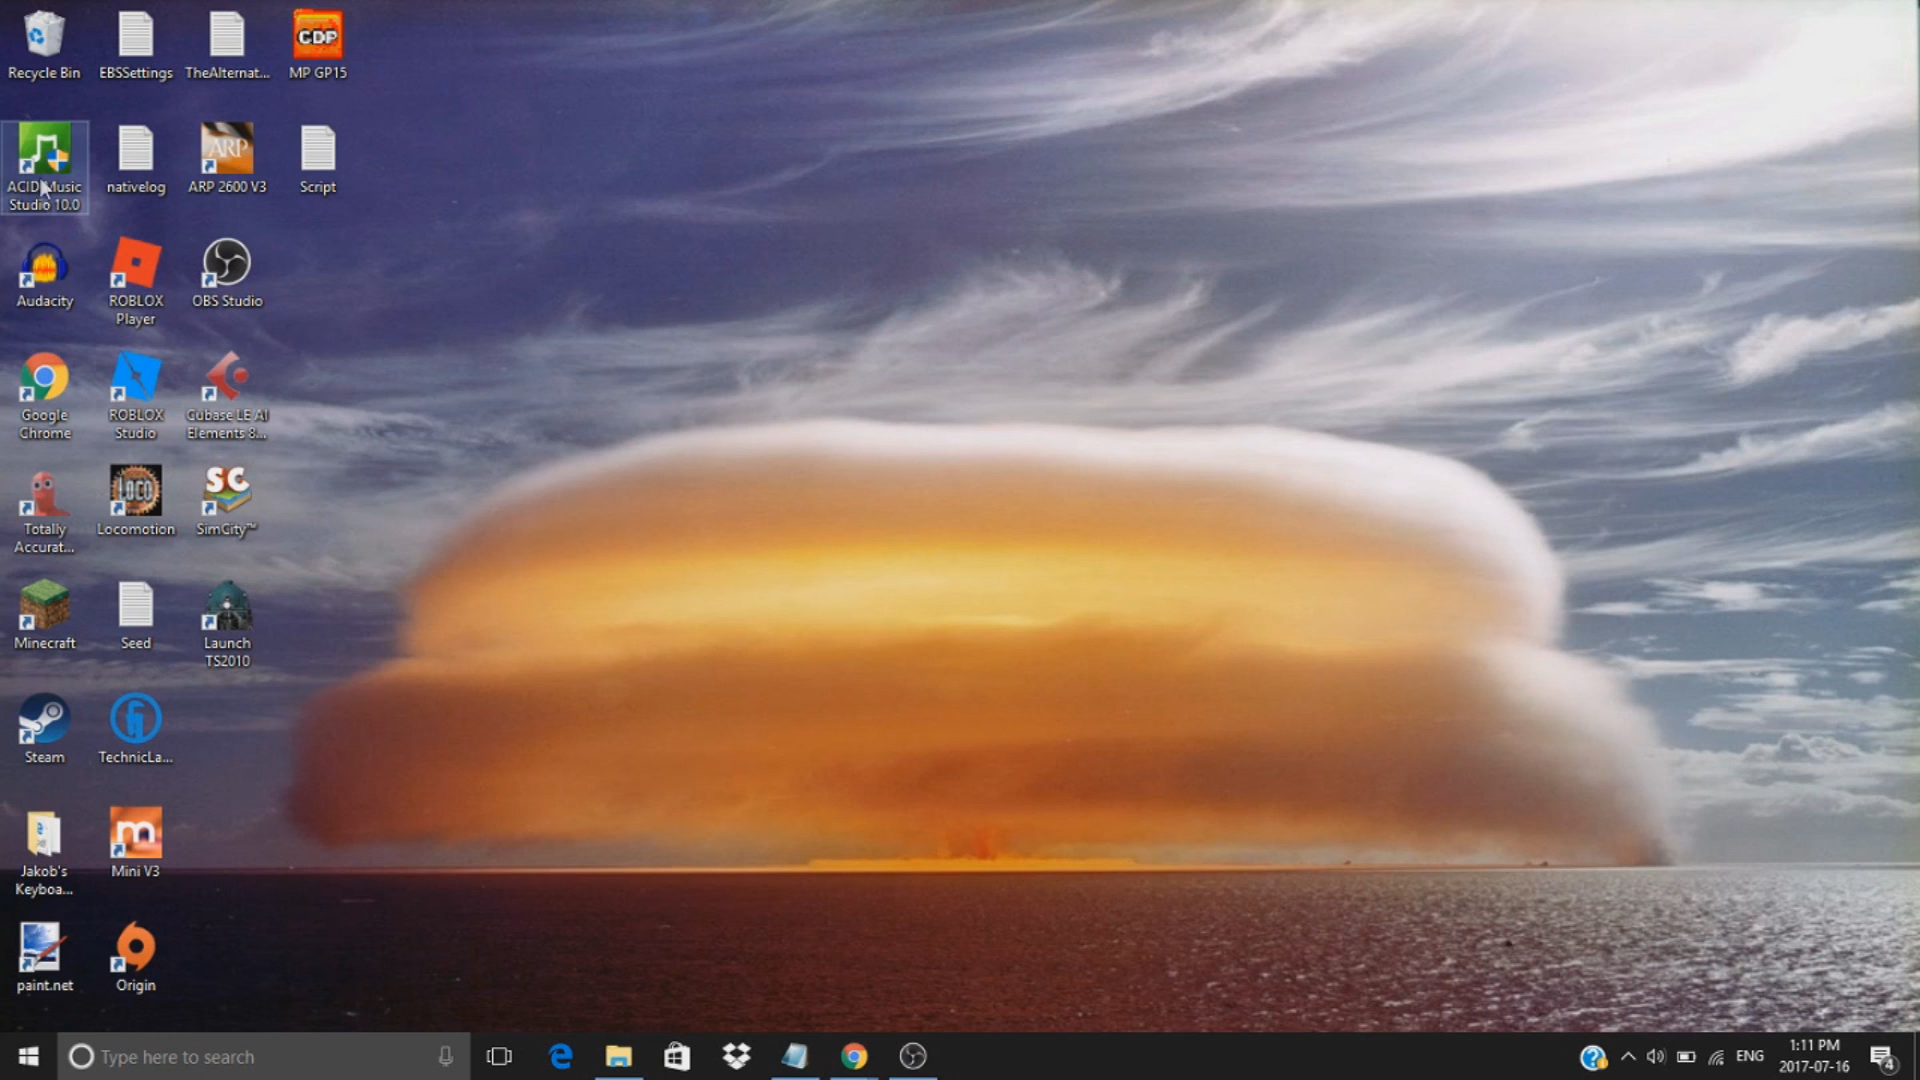 Recycle Bin
EBSSettings
TheAlternat...
CDP
MP GP15
ACID Music
Studio 10.0
nativelog
ARP
ARP 2600 V3
Script
Audacity
ROBLOX
Player
OBS Studio
Google
Chrome
ROBLOX
Studio
Cubase LE AI
Elements 8...
Totally
Accurat...
LOCO
Locomotion
SC
SimCity™
Minecraft
Seed
Launch
TS2010
Steam
TechnicLa...
Jakob's
Keyboa...
m
Mini V3
paint.net
Origin
Type here to search
ENG
1:11 PM
2017-07-16
4